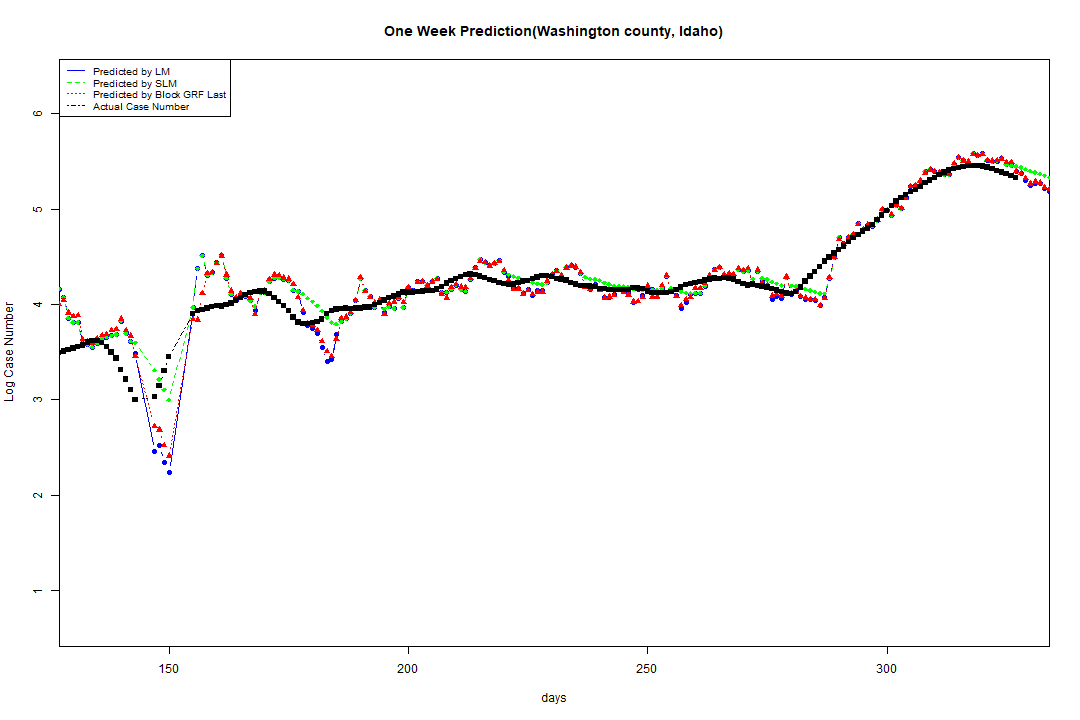 One Week Prediction(Washington county, Idaho)
Predicted by LM
Predicted by SLM
Predicted by Block GRF Last
Actual Case Number
6
5
4
3
2
1
Log Case Number
150
200
250
300
days